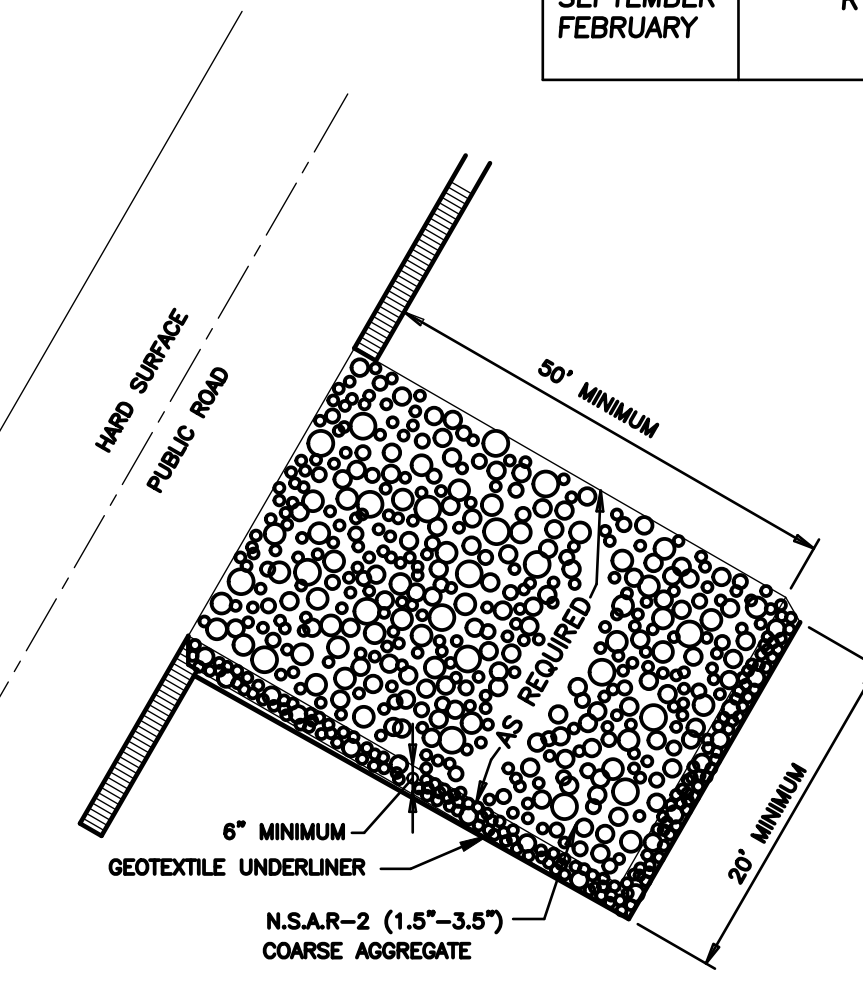 SEPTEMBER
FEBRUARY
R
HARD SURFACE
PUBLIC ROAD
50' MINIMUM
AS REQUIRED
20' MINIMUM
6" MINIMUM
GEOTEXTILE UNDERLINER
N.S.A.R-2 (1.5"-3.5")
COARSE AGGREGATE